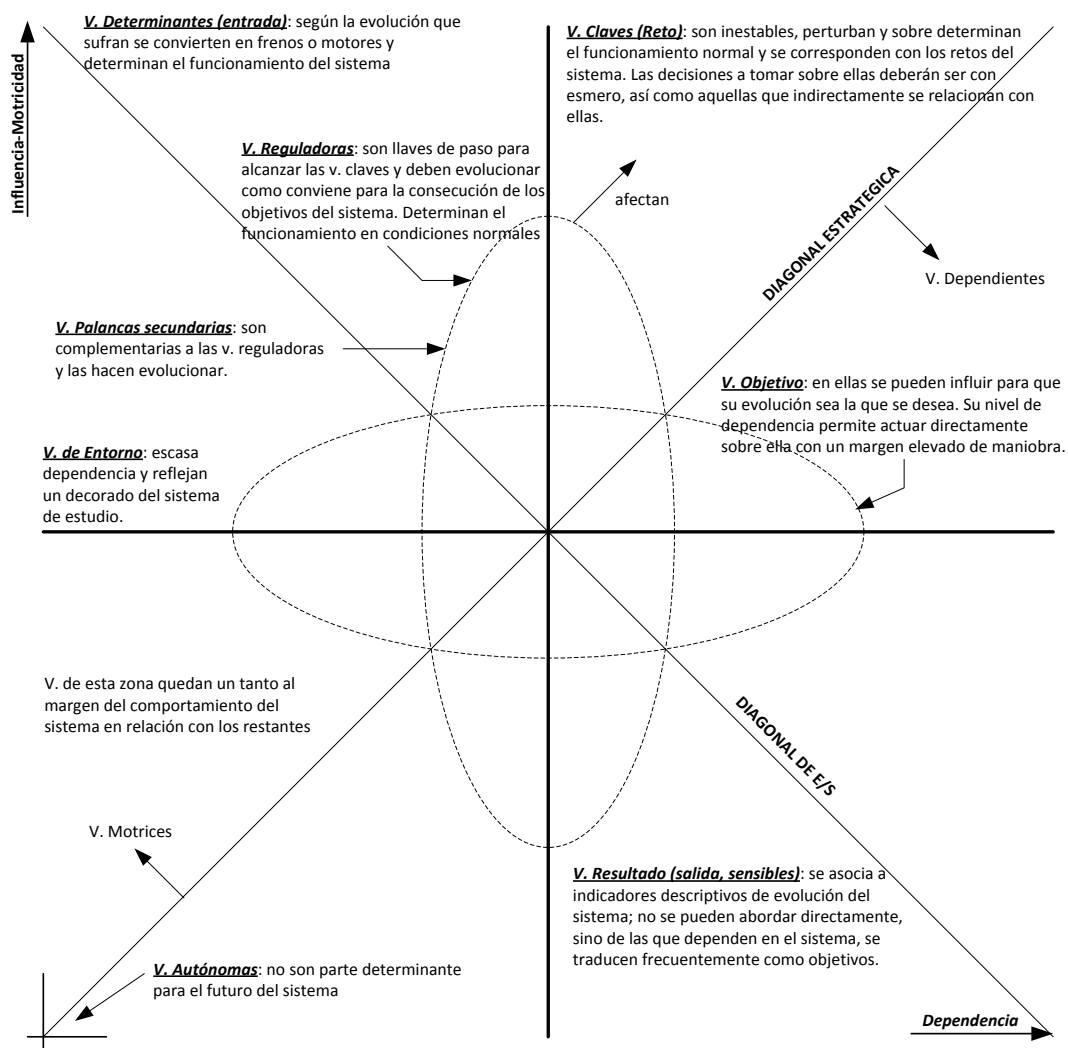 V. Determinantes (entrada): según la evolución que
sufran se convierten en frenos o motores y
determinan el funcionamiento del sistema
V. Claves (Reto): son inestables, perturban y sobre determinan
el funcionamiento normal y se corresponden con los retos del
sistema. Las decisiones a tomar sobre ellas deberán ser con
esmero, así como aquellas que indirectamente se relacionan con
ellas.
Influencia-Motricidad
V. Reguladoras: son llaves de paso para
alcanzar las v. claves y deben evolucionar
como conviene para la consecución de los
objetivos del sistema. Determinan el
funcionamiento en condiciones normales
afectan
DIAGONAL ESTRATEGICA
V. Dependientes
V. Palancas secundarias: son
complementarias a las v. reguladoras
y las hacen evolucionar.
V. Objetivo: en ellas se pueden influir para que
su evolución sea la que se desea. Su nivel de
dependencia permite actuar directamente
sobre ella con un margen elevado de maniobra.
V. de Entorno: escasa
dependencia y reflejan
un decorado del sistema
de estudio.
V. de esta zona quedan un tanto al
margen del comportamiento del
sistema en relación con los restantes
DIAGONAL DE E/S
V. Motrices
V. Resultado (salida, sensibles): se asocia a
indicadores descriptivos de evolución del
sistema; no se pueden abordar directamente,
sino de las que dependen en el sistema, se
traducen frecuentemente como objetivos.
V. Autónomas: no son parte determinante
para el futuro del sistema
Dependencia